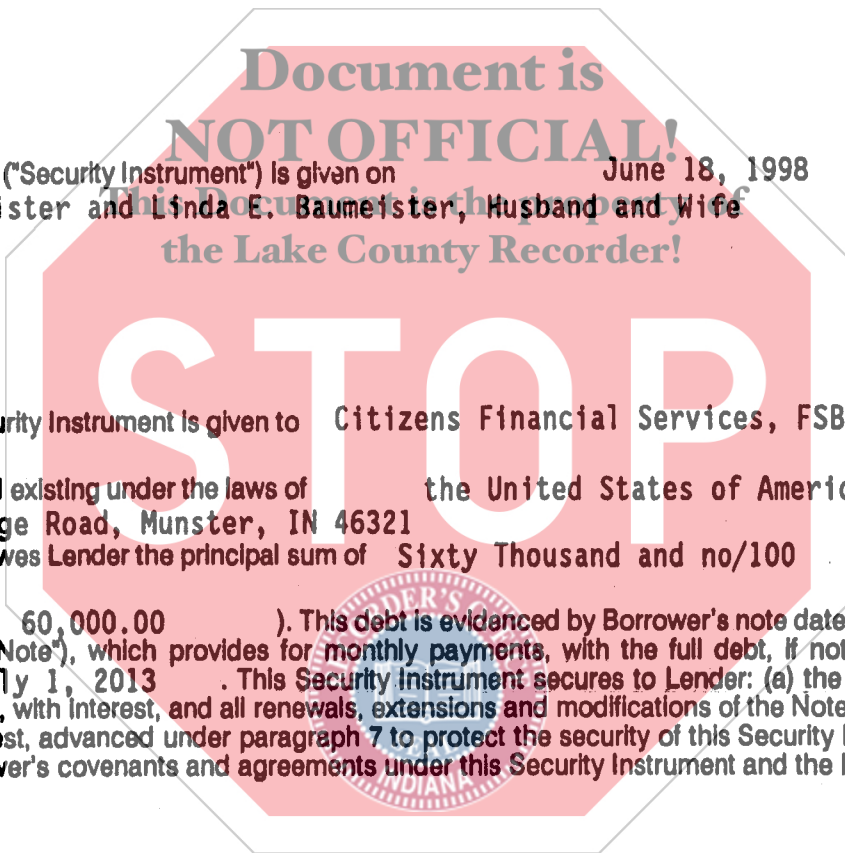 Document is
NOT OFFICIAL!
("Security Instrument") is given on June 18, 1998
This Document is the property of
ster and Linda E. Baumeister, Husband and Wife
the Lake County Recorder!
STOP
urity Instrument is given to Citizens Financial Services, FSB
existing under the laws of the United States of Americ
ge Road, Munster, IN 46321
wes Lender the principal sum of Sixty Thousand and no/100
60,000.00 ). This debt is evidenced by Borrower's note date
Note"), which provides for monthly payments, with the full debt, if not
ly 1, 2013 . This Security Instrument secures to Lender: (a) the
, with interest, and all renewals, extensions and modifications of the Note
st, advanced under paragraph 7 to protect the security of this Security I
wer's covenants and agreements under this Security Instrument and the
INDIANA